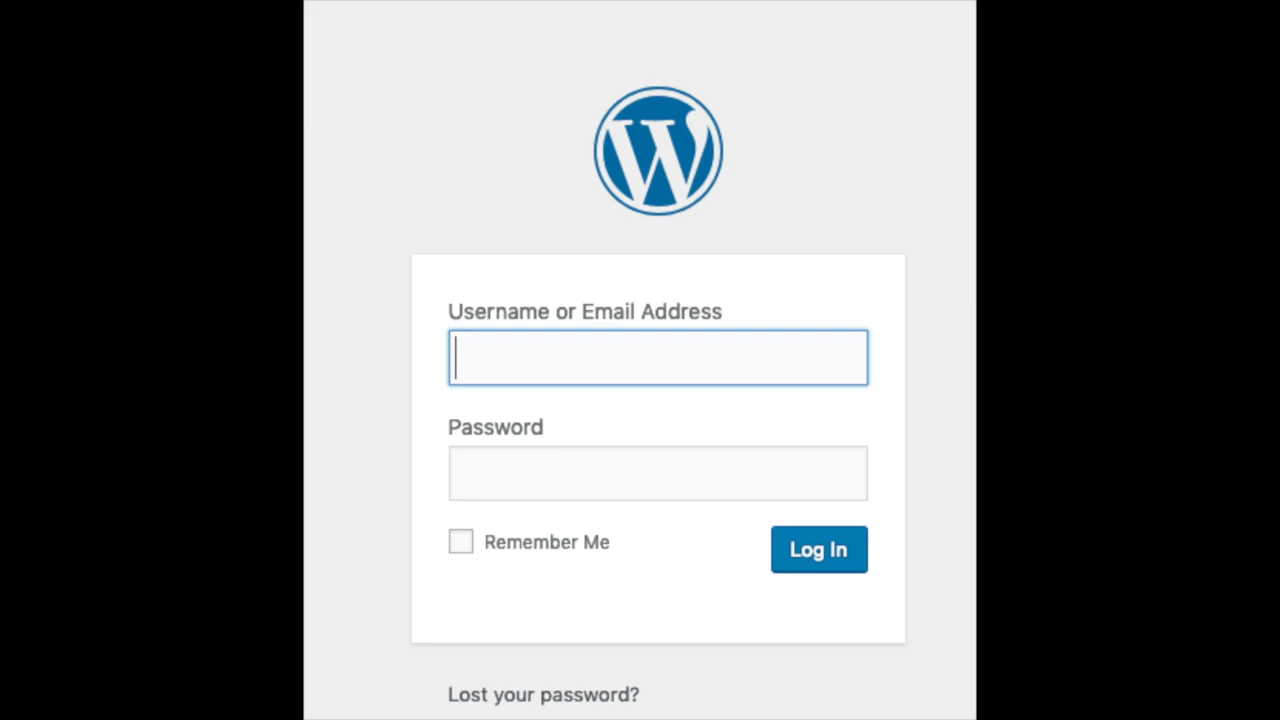 W
Username or Email Address
Password
Remember Me
Log In
Lost your password?